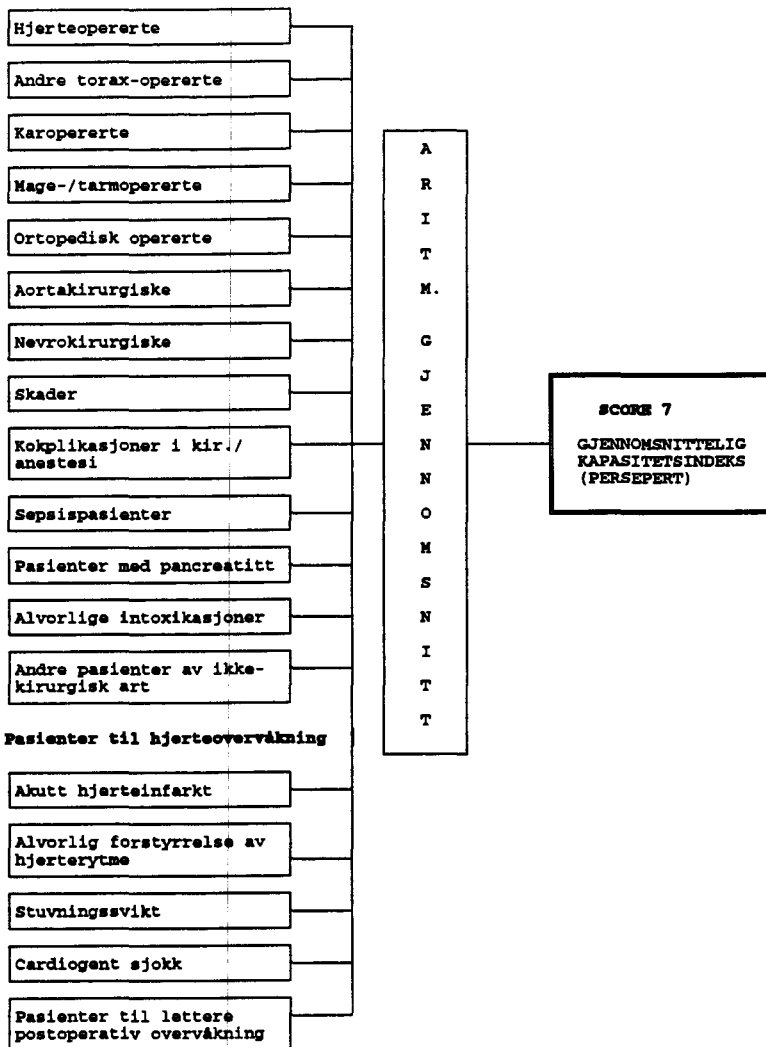 Hjerteopererte
Andre torax-opererte
Karopererte
Mage-/tarmopererte
Ortopedisk opererte
Aortakirurgiske
Nevrokirurgiske
Skader
Kokplikasjoner i kir./
anestesi
Sepsispasienter
Pasienter med pancreatitt
Alvorlige intoxikasjoner
Andre pasienter av ikke-
kirurgisk art
Pasienter til hjerteovervåkning
Akutt hjerteinfarkt
Alvorlig forstyrrelse av
hjerterytme
Stuvningssvikt
Cardiogent sjokk
Pasienter til lettere
postoperativ overvåkning
A
R
I
T
M.
G
J
E
N
N
O
M
S
N
I
T
T
SCORE 7
GJENNOMSNITTELIG
KAPASITETSINDEKS
(PERSEPERT)